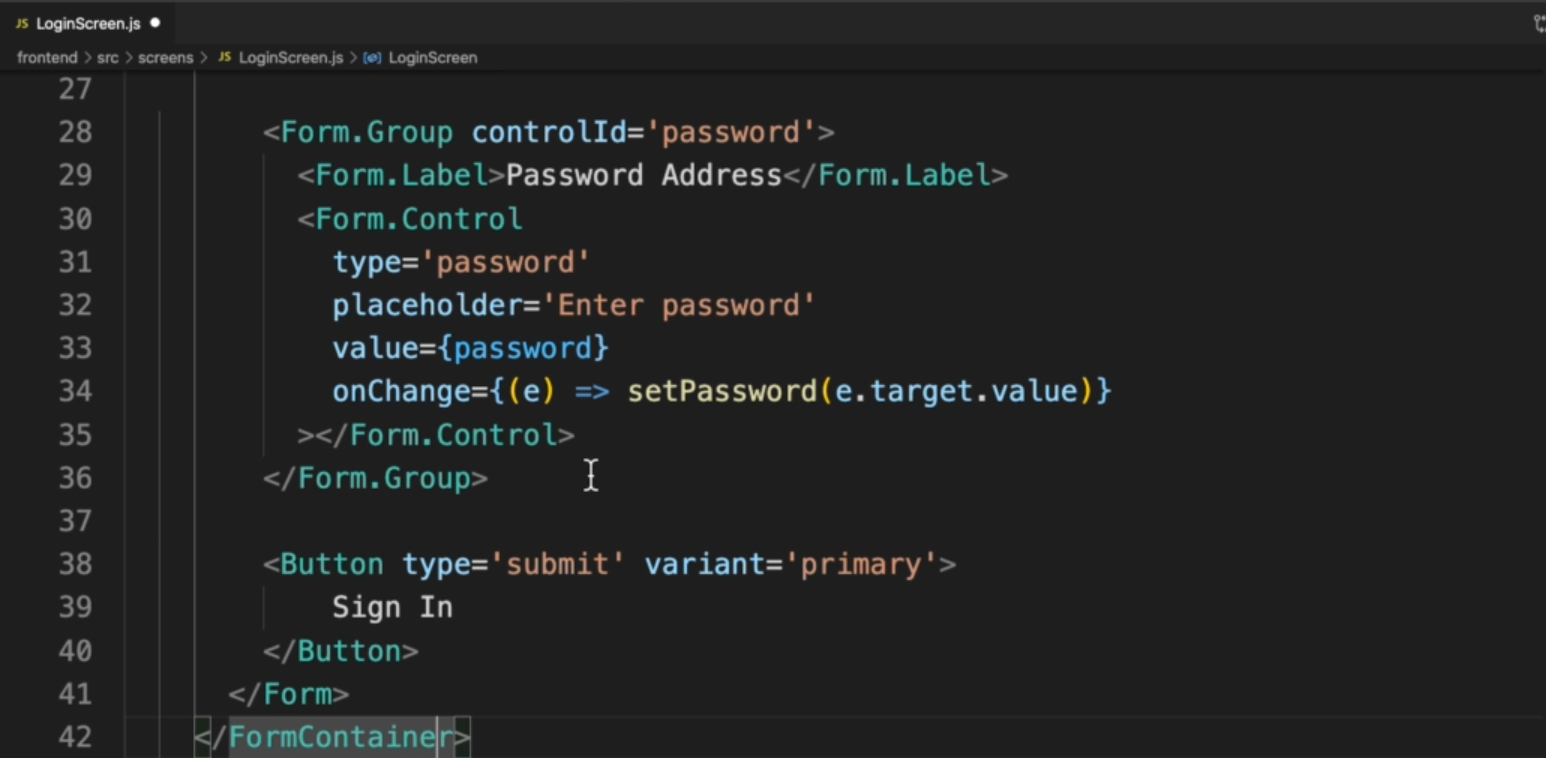 JS LoginScreen.js
frontend > src > screens > JS LoginScreen.js > LoginScreen
27
28 <Form.Group controlId='password'>
29 <Form.Label>Password Address</Form.Label>
30 <Form.Control
31 type='password'
32 placeholder='Enter password'
33 value={password}
34 onChange={(e) => setPassword(e.target.value)}
35 ></Form.Control>
36 </Form.Group>
37
38 <Button type='submit' variant='primary'>
39 Sign In
40 </Button>
41 </Form>
42 </FormContainer>